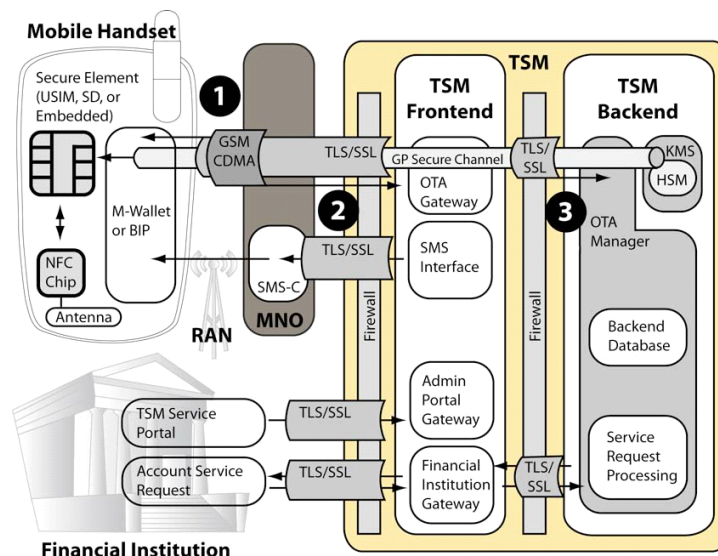 Mobile Handset
Secure Element
(USIM, SD, or
Embedded)
M-Wallet
or BIP
NFC
Chip
Antenna
1
GSM
CDMA
RAN
SMS-C
MNO
2
TLS/SSL
TLS/SSL
Firewall
TSM
TSM
Frontend
GP Secure Channel
OTA
Gateway
SMS
Interface
Admin
Portal
Gateway
Financial
Institution
Gateway
TLS/
SSL
Firewall
TLS/
SSL
3
TSM
Backend
KMS
HSM
OTA
Manager
Backend
Database
Service
Request
Processing
TSM Service
Portal
TLS/SSL
Account Service
Request
TLS/SSL
Financial Institution